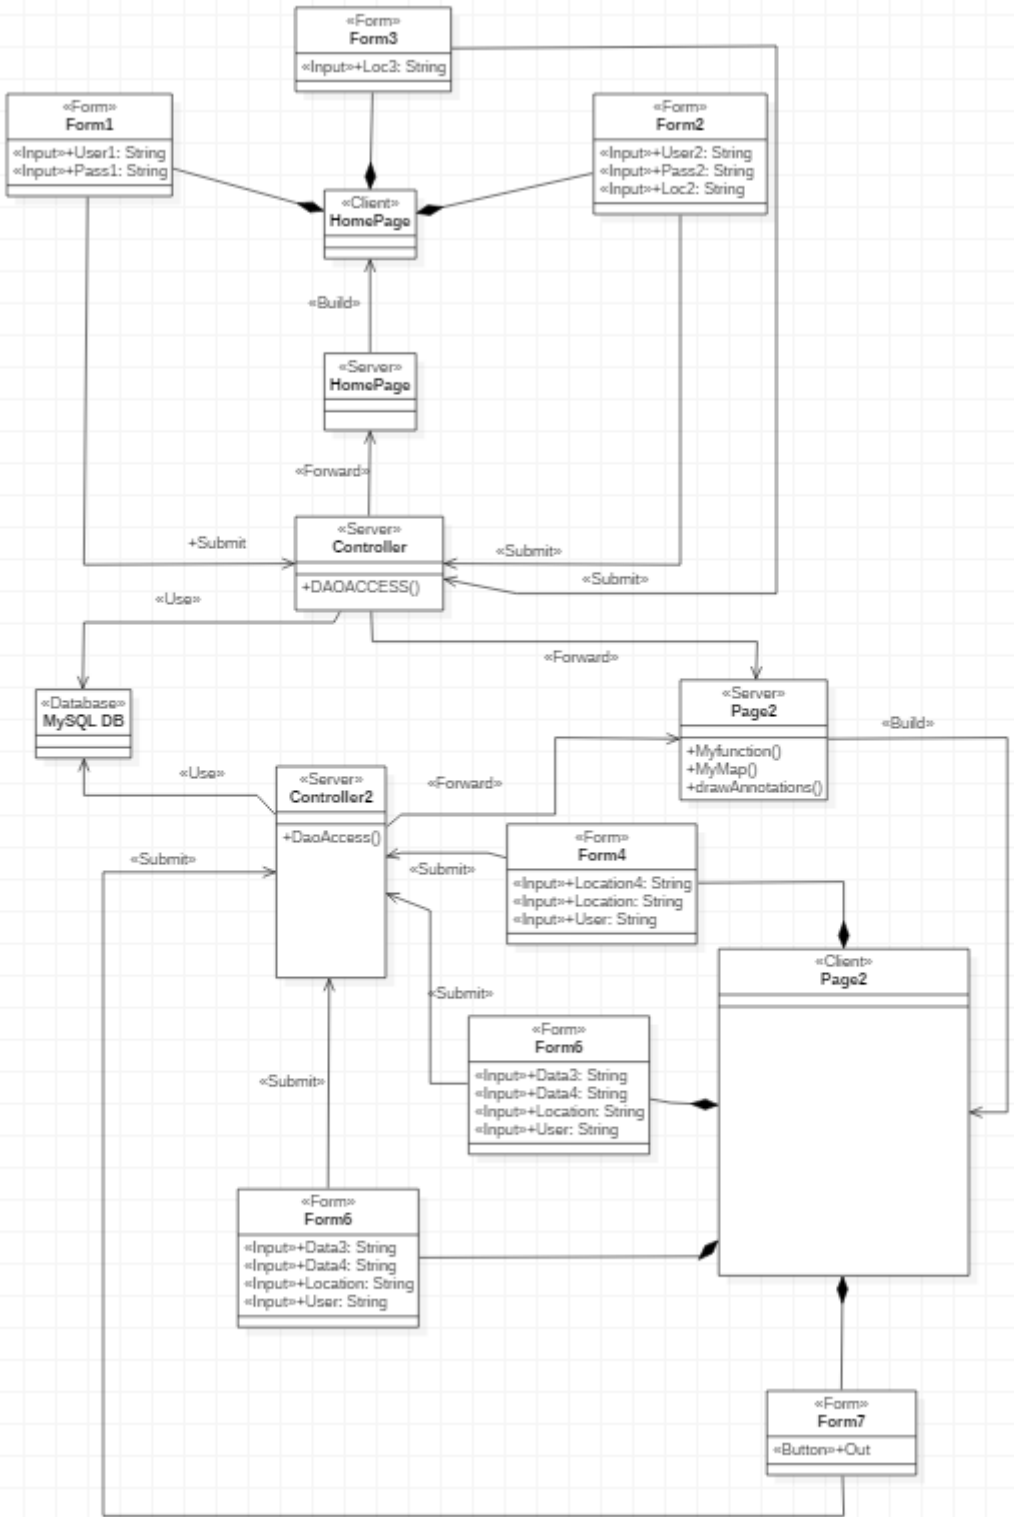 «Form»
Form3
«Input»+Loc3: String
«Form»
Form1
«Input»+User1: String
«Input»+Pass1: String
«Form»
Form2
«Input»+User2: String
«Input»+Pass2: String
«Input»+Loc2: String
«Client»
HomePage
«Build»
«Server»
HomePage
«Forward»
«Server»
Controller
+DAOACCESS()
+Submit
«Submit»
«Submit»
«Use»
«Forward»
«Database»
MySQL DB
«Server»
Page2
+Myfunction()
+MyMap()
+drawAnnotations()
«Build»
«Use»
«Server»
Controller2
+DaoAccess()
«Forward»
«Submit»
«Submit»
«Form»
Form4
«Input»+Location4: String
«Input»+Location: String
«Input»+User: String
«Client»
Page2
«Submit»
«Form»
Form6
«Input»+Data3: String
«Input»+Data4: String
«Input»+Location: String
«Input»+User: String
«Submit»
«Form»
Form6
«Input»+Data3: String
«Input»+Data4: String
«Input»+Location: String
«Input»+User: String
«Form»
Form7
«Button»+Out